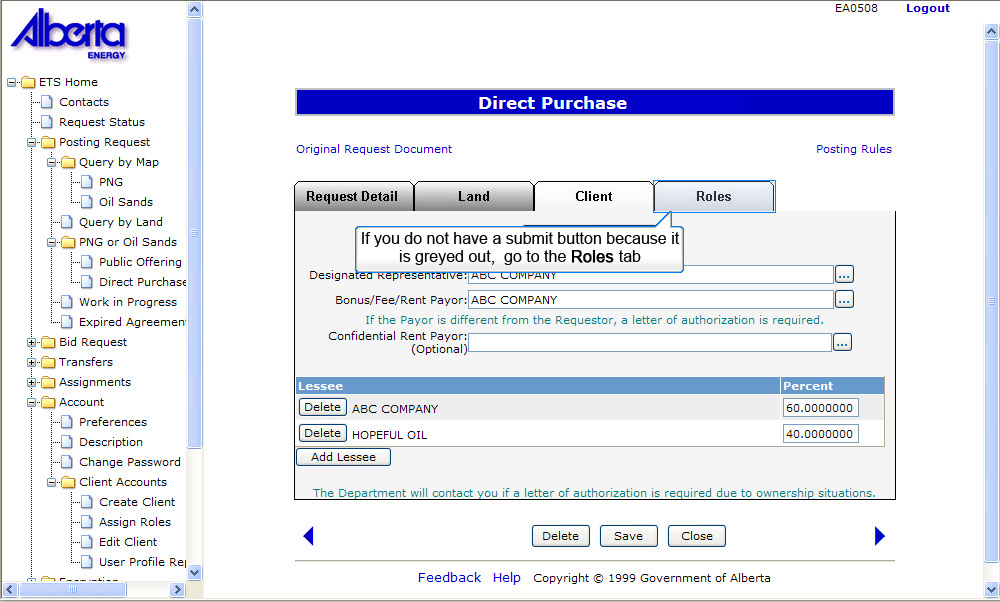 EA0508 Logout
Alberta
ENERGY
ETS Home
Contacts
Request Status
Posting Request
Query by Map
PNG
Oil Sands
Query by Land
PNG or Oil Sands
Public Offering
Direct Purchase
Work in Progress
Expired Agreemen
Bid Request
Transfers
Assignments
Account
Preferences
Description
Change Password
Client Accounts
Create Client
Assign Roles
Edit Client
User Profile Rep
Direct Purchase
Original Request Document Posting Rules
Request Detail Land Client Roles
If you do not have a submit button because it
is greyed out, go to the Roles tab
Designated Representative: ABC COMPANY ...
Bonus/Fee/Rent Payor: ABC COMPANY ...
If the Payor is different from the Requestor, a letter of authorization is required.
Confidential Rent Payor:
(Optional) ...
Lessee Percent
Delete ABC COMPANY 60.0000000
Delete HOPEFUL OIL 40.0000000
Add Lessee
The Department will contact you if a letter of authorization is required due to ownership situations.
Delete Save Close
Feedback Help Copyright © 1999 Government of Alberta